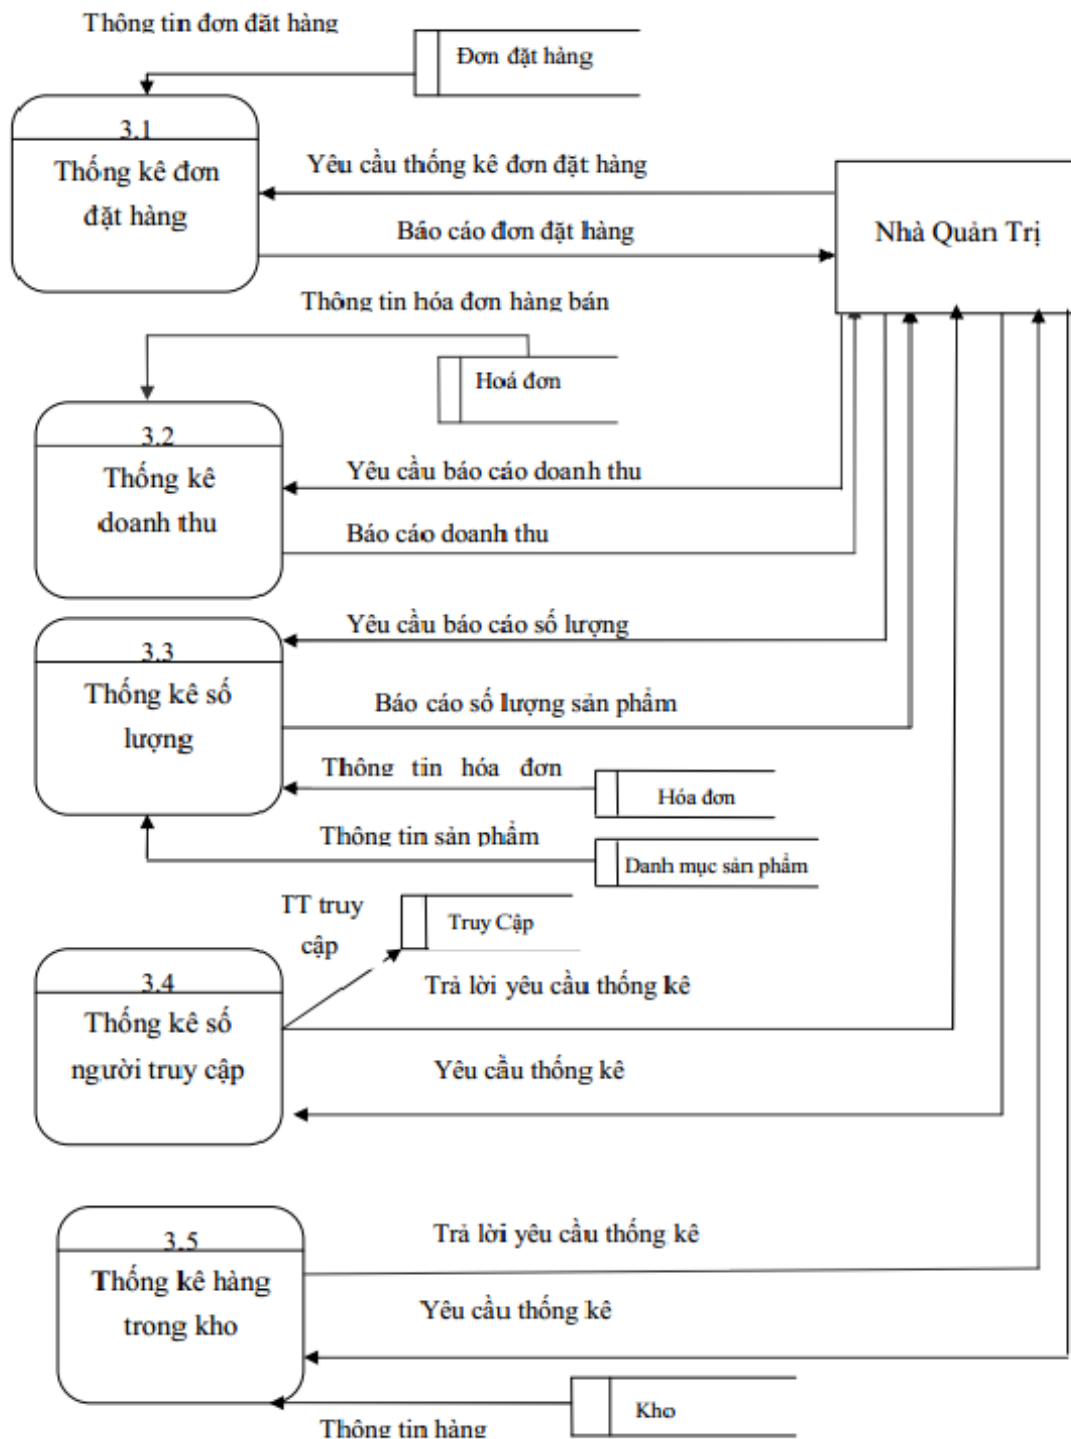 Thông tin đơn đặt hàng
Đơn đặt hàng
3.1
Thống kê đơn
đặt hàng
Yêu cầu thống kê đơn đặt hàng
Báo cáo đơn đặt hàng
Nhà Quản Trị
Thông tin hóa đơn hàng bán
Hoá đơn
3.2
Thống kê
doanh thu
Yêu cầu báo cáo doanh thu
Báo cáo doanh thu
3.3
Thống kê số
lượng
Yêu cầu báo cáo số lượng
Báo cáo số lượng sản phẩm
Thông tin hóa đơn
Hóa đơn
Thông tin sản phẩm
Danh mục sản phẩm
TT truy
cập
Truy Cập
3.4
Thống kê số
người truy cập
Trả lời yêu cầu thống kê
Yêu cầu thống kê
3.5
Thống kê hàng
trong kho
Trả lời yêu cầu thống kê
Yêu cầu thống kê
Kho
Thông tin hàng